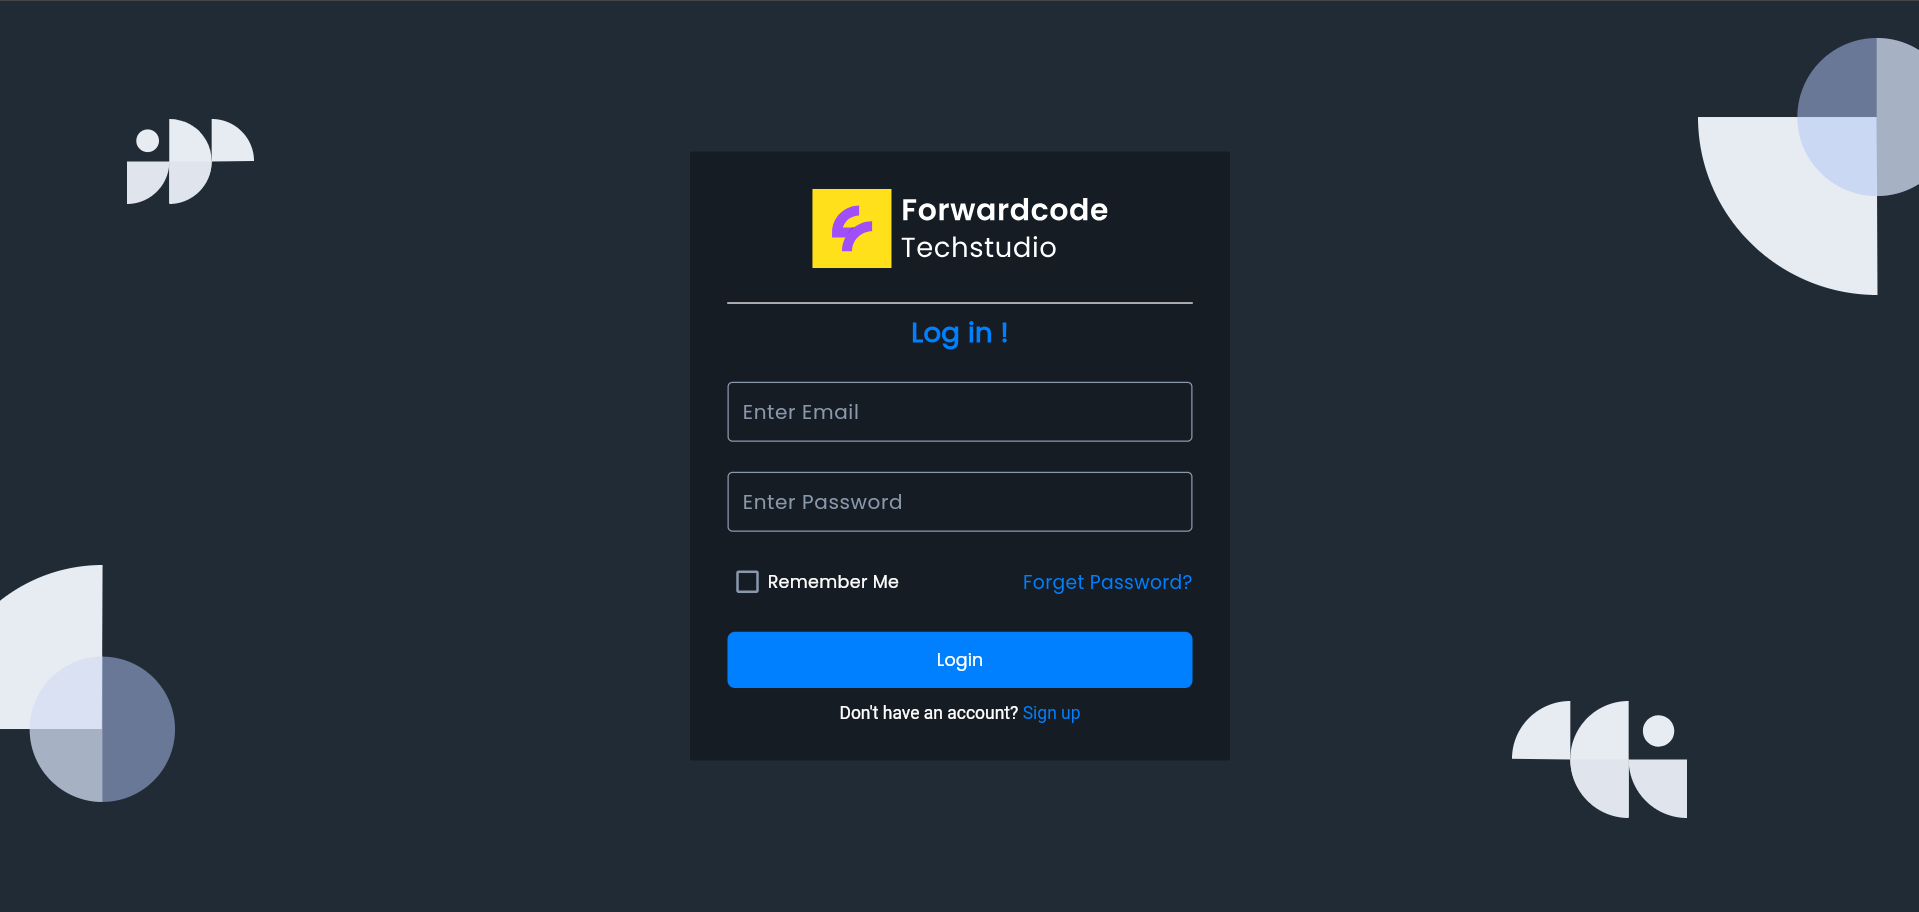 Forwardcode
Techstudio
Log in !
Enter Email
Enter Password
Remember Me
Forget Password?
Login
Don't have an account? Sign up